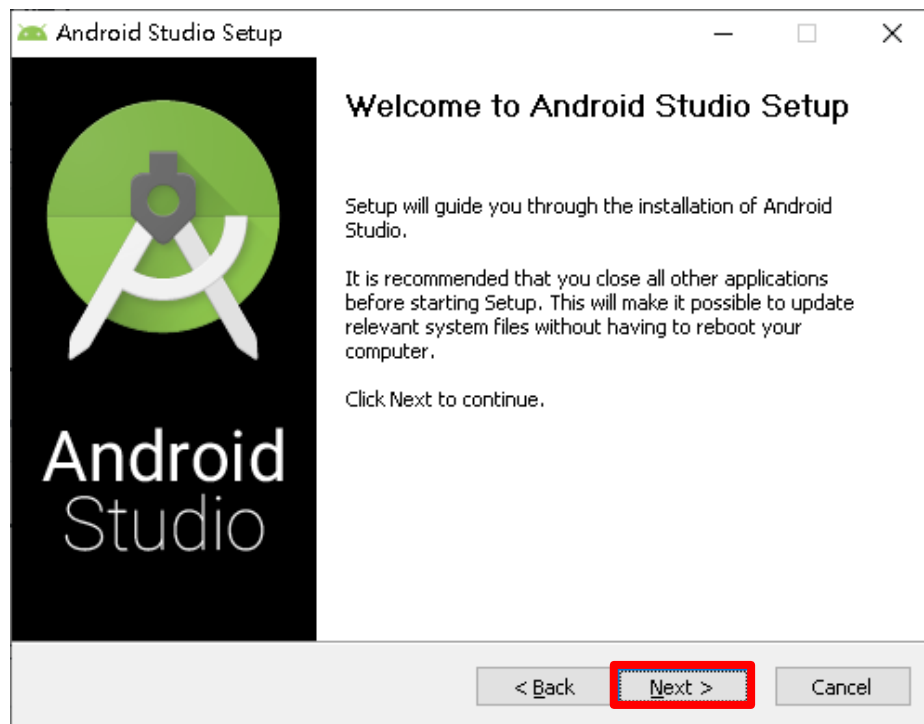 Android Studio Setup
Welcome to Android Studio Setup
Setup will guide you through the installation of Android
Studio.
It is recommended that you close all other applications
before starting Setup. This will make it possible to update
relevant system files without having to reboot your
computer.
Click Next to continue.
Android
Studio
< Back
Next >
Cancel